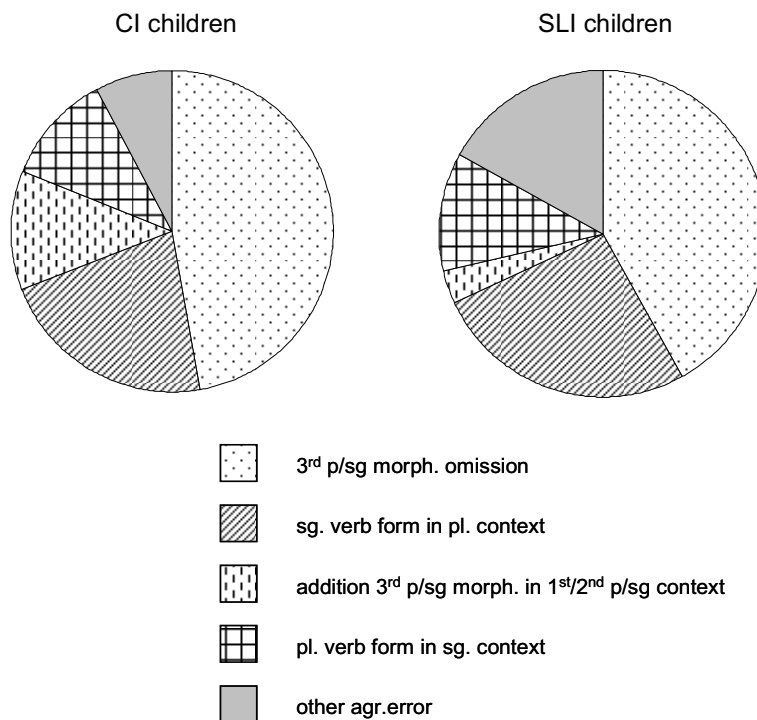 CI children
SLI children
3rd p/sg morph. omission
sg. verb form in pl. context
addition 3rd p/sg morph. in 1st/2nd p/sg context
pl. verb form in sg. context
other agr.error